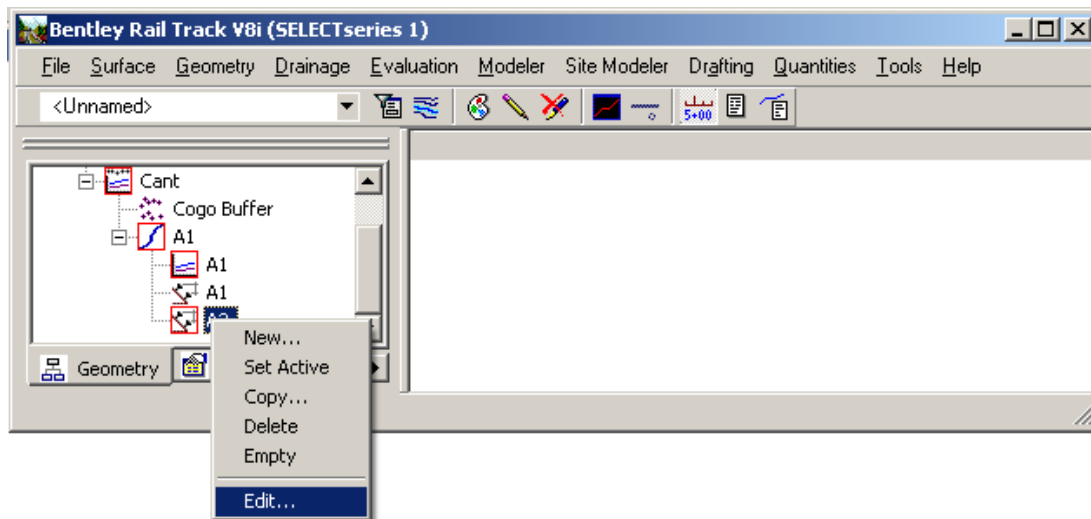 Bentley Rail Track V8i (SELECTseries 1)
File Surface Geometry Drainage Evaluation Modeler Site Modeler Drafting Quantities Tools Help
<Unnamed>
5+00
Cant
Cogo Buffer
A1
A1
A1
Geometry
New...
Set Active
Copy...
Delete
Empty
Edit...